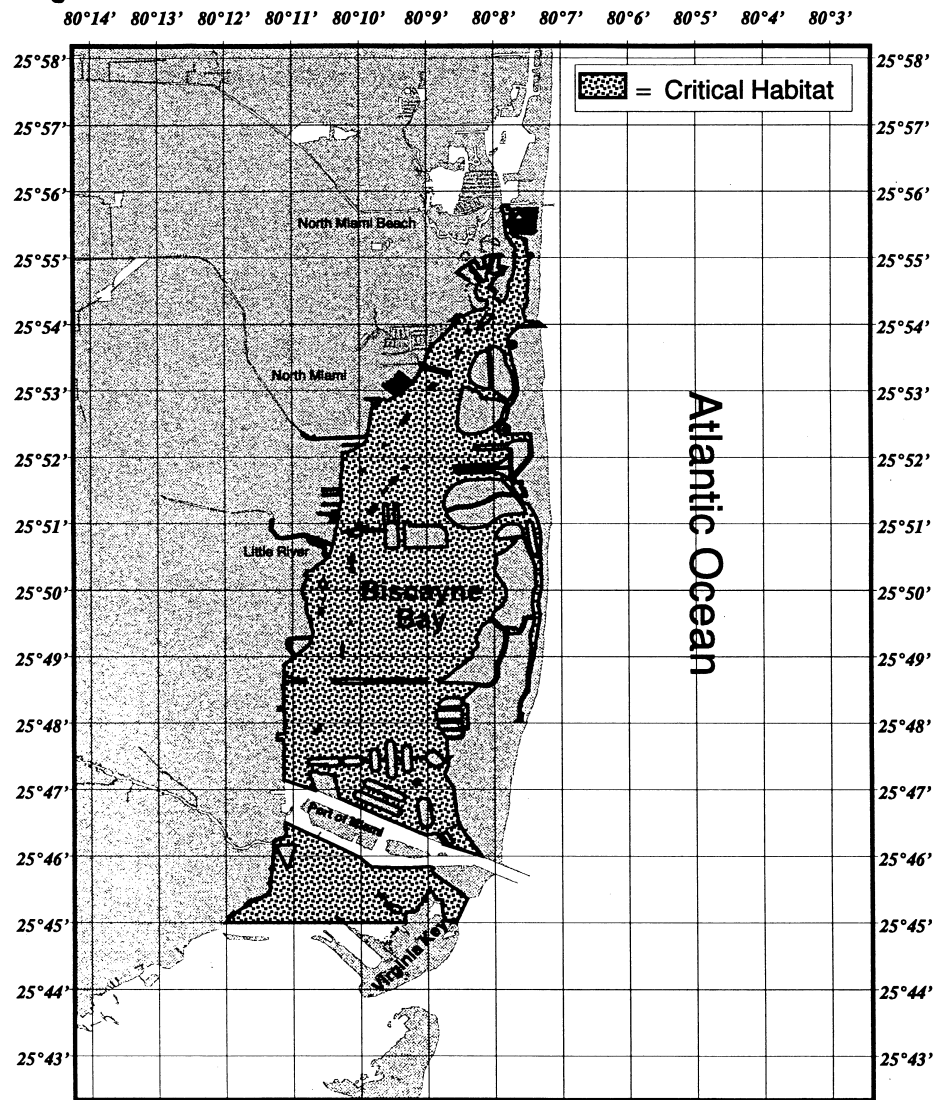 80°14' 80°13' 80°12' 80°11' 80°10' 80°9' 80°8' 80°7' 80°6' 80°5' 80°4' 80°3'
25°58' 25°58'
= Critical Habitat
25°57' 25°57'
25°56' 25°56'
North Miami Beach
25°55' 25°55'
25°54' 25°54'
North Miami
25°53' 25°53'
Atlantic Ocean
25°52' 25°52'
25°51' 25°51'
Little River
25°50' 25°50'
Biscayne
Bay
25°49' 25°49'
25°48' 25°48'
25°47' 25°47'
Port of Miami
25°46' 25°46'
25°45' 25°45'
Virginia Key
25°44' 25°44'
25°43' 25°43'